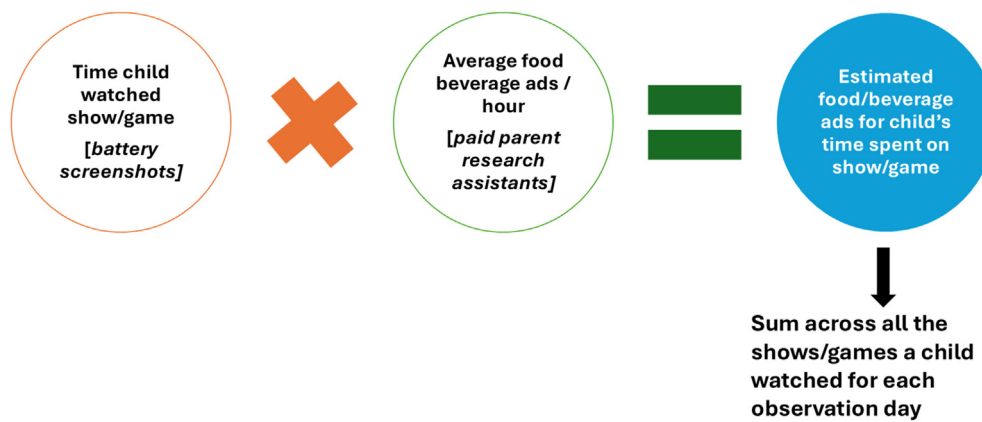 Time child
watched
show/game
[battery
screenshots]
Average food
beverage ads /
hour
[paid parent
research
assistants]
Estimated
food/beverage
ads for child's
time spent on
show/game
Sum across all the
shows/games a child
watched for each
observation day